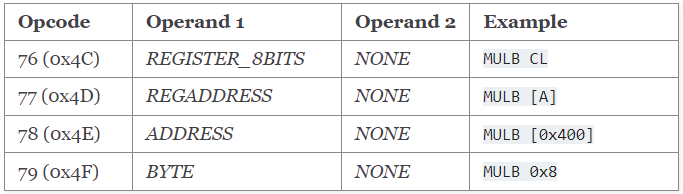 Opcode Operand 1 Operand 2 Example
76 (0x4C) REGISTER_8BITS NONE MULB CL
77 (0x4D) REGADDRESS NONE MULB [A]
78 (0x4E) ADDRESS NONE MULB [0x400]
79 (0x4F) BYTE NONE MULB 0x8